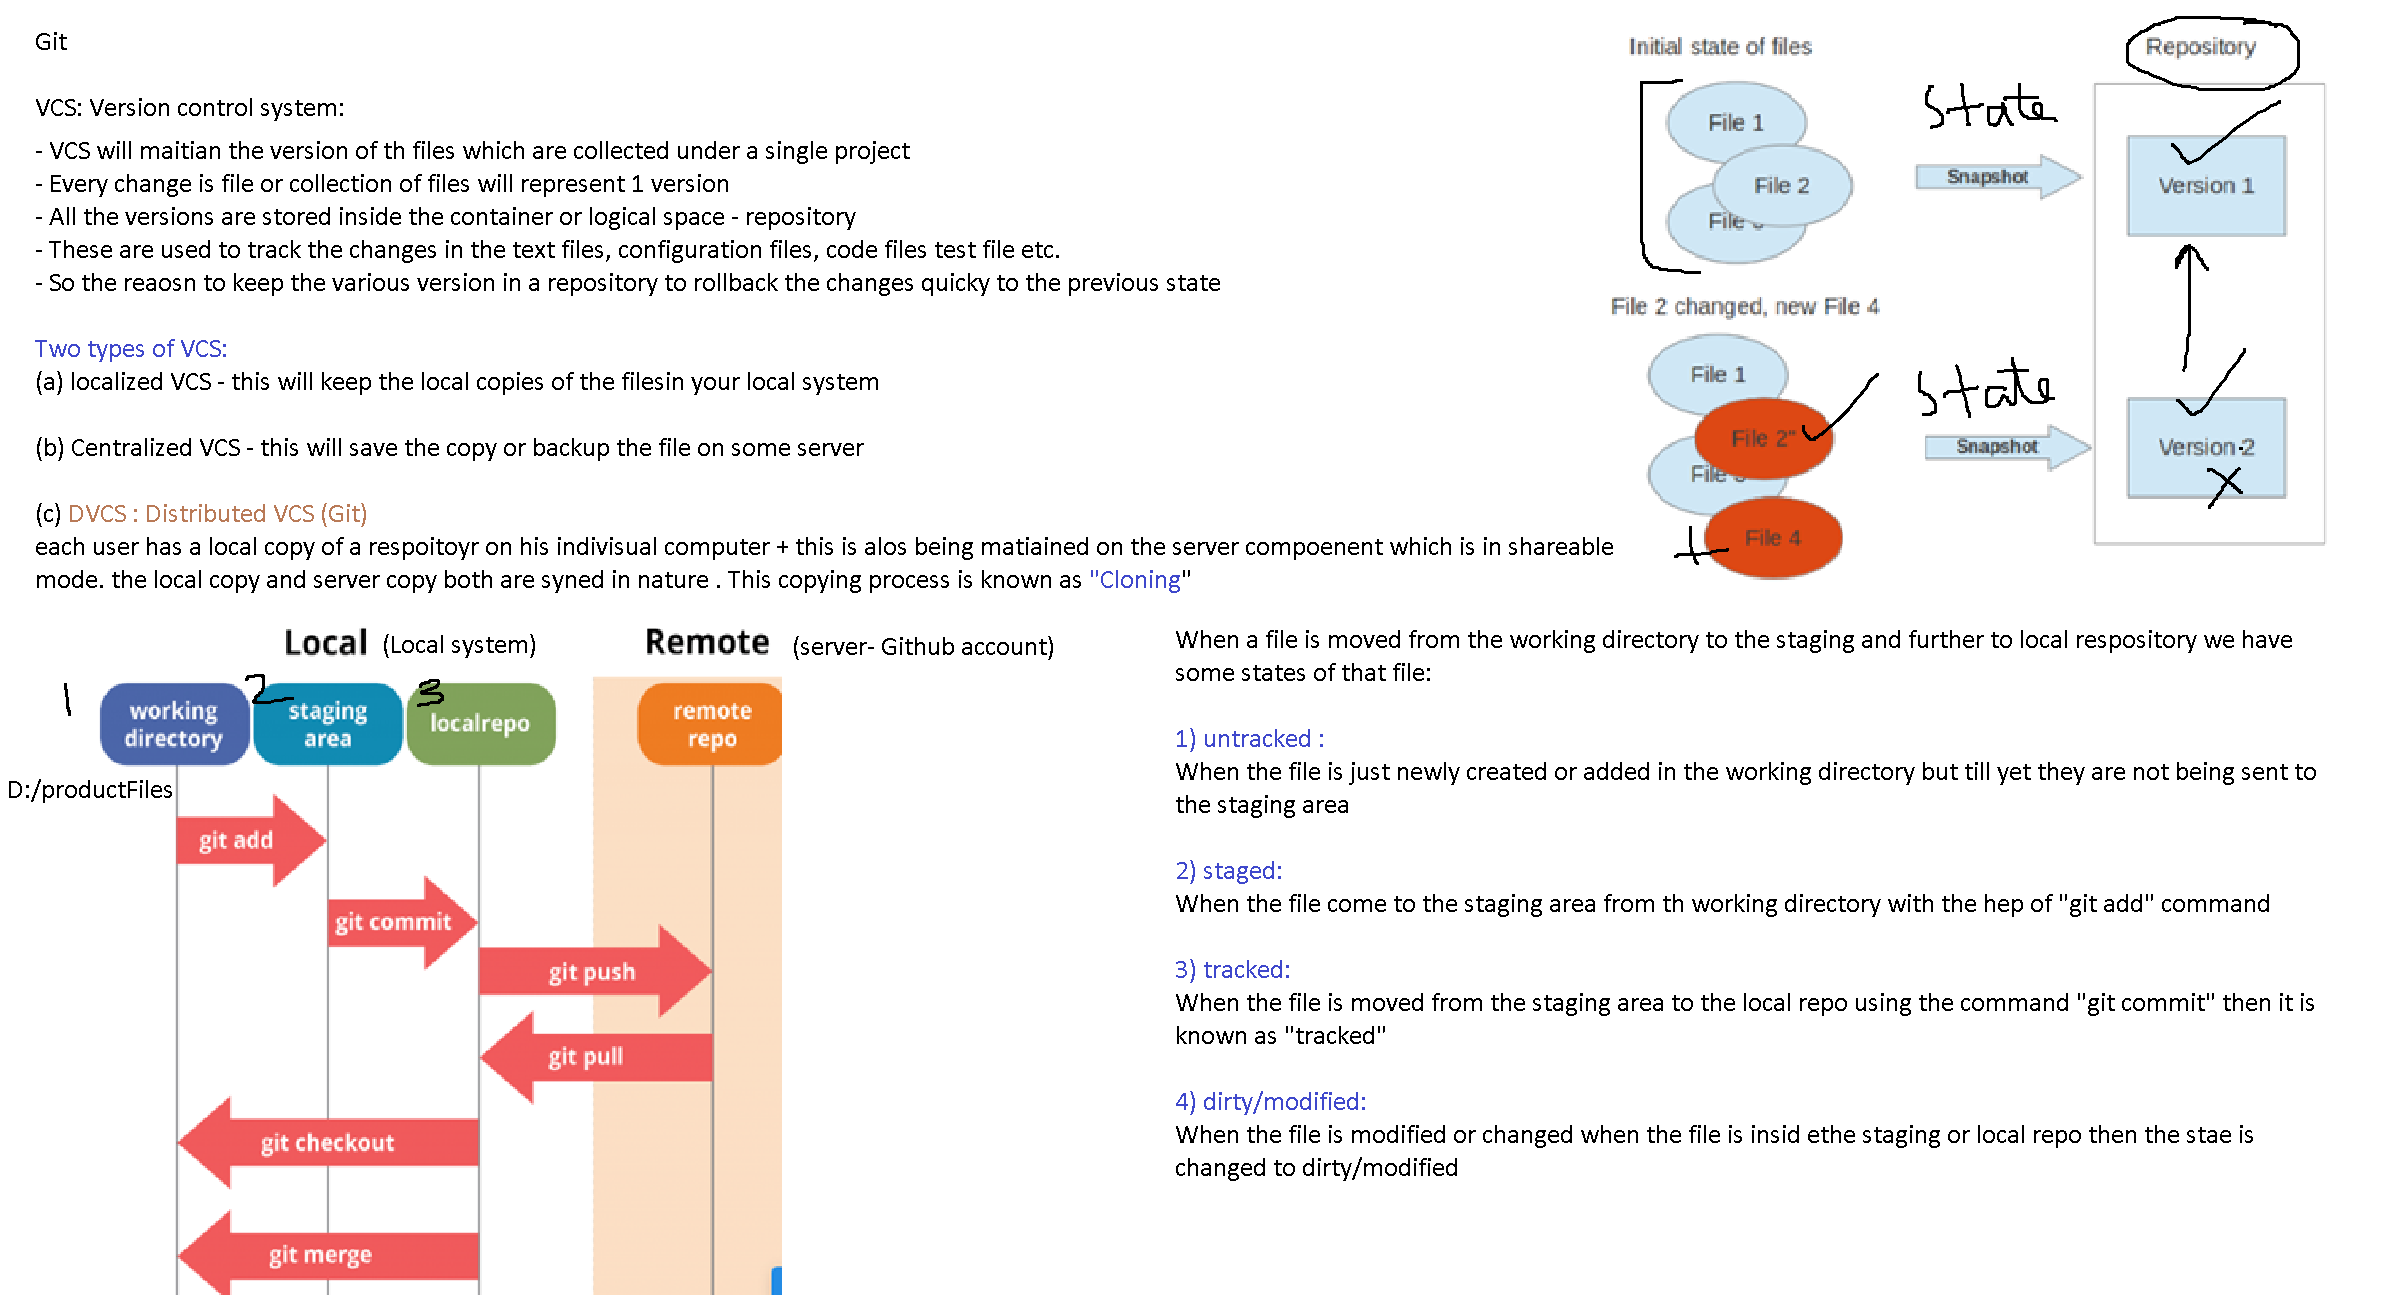 Git
VCS: Version control system:
- VCS will maitian the version of th files which are collected under a single project
- Every change is file or collection of files will represent 1 version
- All the versions are stored inside the container or logical space - repository
- These are used to track the changes in the text files, configuration files, code files test file etc.
- So the reaosn to keep the various version in a repository to rollback the changes quicky to the previous state
Two types of VCS:
(a) localized VCS - this will keep the local copies of the filesin your local system
(b) Centralized VCS - this will save the copy or backup the file on some server
(c) DVCS : Distributed VCS (Git)
each user has a local copy of a respoitoyr on his indivisual computer + this is alos being matiained on the server compoenent which is in shareable
mode. the local copy and server copy both are syned in nature . This copying process is known as "Cloning"
Initial state of files
Repository
File 1
File 2
File
State
Snapshot
Version 1
File 2 changed, new File 4
File 1
File 2"
File
+ File 4
State
Snapshot
Version-2
X
Local (Local system)
Remote (server- Github account)
1
2
3
working
directory
staging
area
localrepo
remote
repo
D:/productFiles
git add
git commit
git push
git pull
git checkout
git merge
When a file is moved from the working directory to the staging and further to local respository we have
some states of that file:
1) untracked :
When the file is just newly created or added in the working directory but till yet they are not being sent to
the staging area
2) staged:
When the file come to the staging area from th working directory with the hep of "git add" command
3) tracked:
When the file is moved from the staging area to the local repo using the command "git commit" then it is
known as "tracked"
4) dirty/modified:
When the file is modified or changed when the file is insid ethe staging or local repo then the stae is
changed to dirty/modified